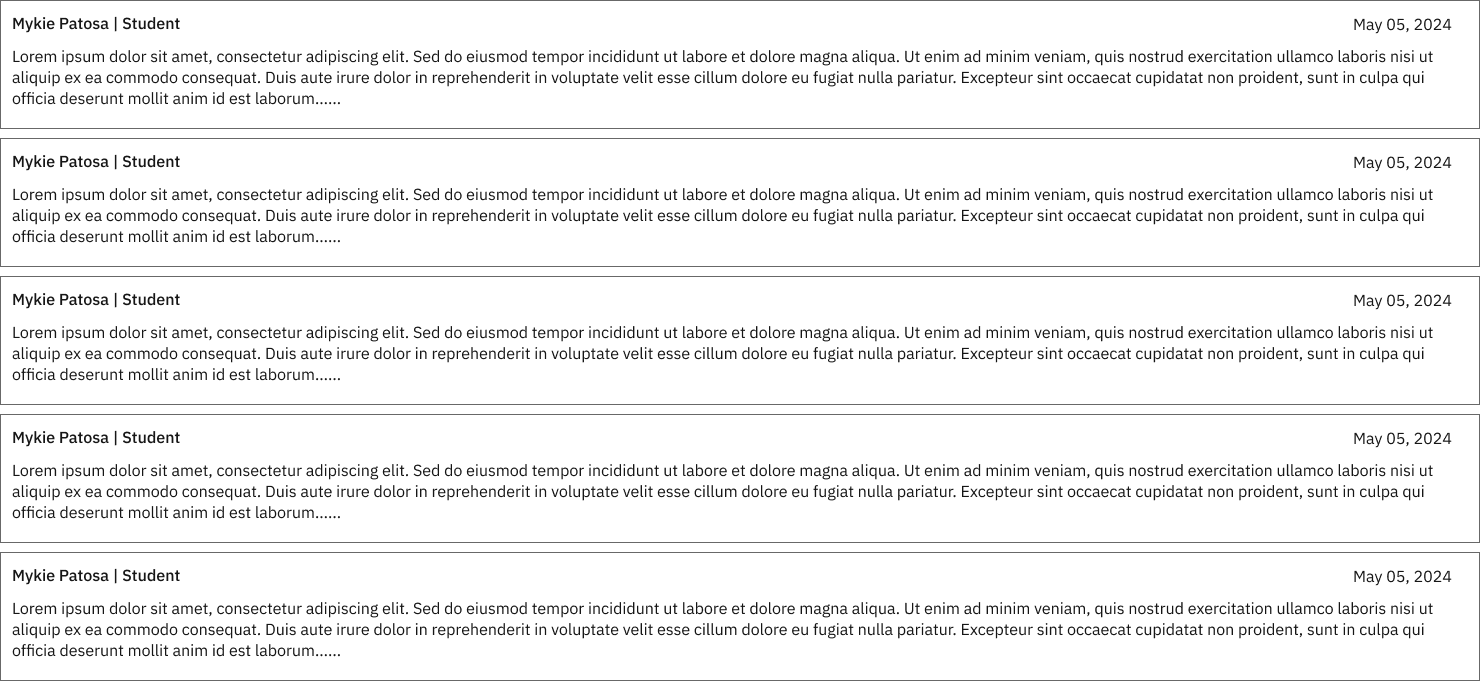 Mykie Patosa | Student
May 05, 2024
Lorem ipsum dolor sit amet, consectetur adipiscing elit. Sed do eiusmod tempor incididunt ut labore et dolore magna aliqua. Ut enim ad minim veniam, quis nostrud exercitation ullamco laboris nisi ut
aliquip ex ea commodo consequat. Duis aute irure dolor in reprehenderit in voluptate velit esse cillum dolore eu fugiat nulla pariatur. Excepteur sint occaecat cupidatat non proident, sunt in culpa qui
officia deserunt mollit anim id est laborum......
Mykie Patosa | Student
May 05, 2024
Lorem ipsum dolor sit amet, consectetur adipiscing elit. Sed do eiusmod tempor incididunt ut labore et dolore magna aliqua. Ut enim ad minim veniam, quis nostrud exercitation ullamco laboris nisi ut
aliquip ex ea commodo consequat. Duis aute irure dolor in reprehenderit in voluptate velit esse cillum dolore eu fugiat nulla pariatur. Excepteur sint occaecat cupidatat non proident, sunt in culpa qui
officia deserunt mollit anim id est laborum......
Mykie Patosa | Student
May 05, 2024
Lorem ipsum dolor sit amet, consectetur adipiscing elit. Sed do eiusmod tempor incididunt ut labore et dolore magna aliqua. Ut enim ad minim veniam, quis nostrud exercitation ullamco laboris nisi ut
aliquip ex ea commodo consequat. Duis aute irure dolor in reprehenderit in voluptate velit esse cillum dolore eu fugiat nulla pariatur. Excepteur sint occaecat cupidatat non proident, sunt in culpa qui
officia deserunt mollit anim id est laborum......
Mykie Patosa | Student
May 05, 2024
Lorem ipsum dolor sit amet, consectetur adipiscing elit. Sed do eiusmod tempor incididunt ut labore et dolore magna aliqua. Ut enim ad minim veniam, quis nostrud exercitation ullamco laboris nisi ut
aliquip ex ea commodo consequat. Duis aute irure dolor in reprehenderit in voluptate velit esse cillum dolore eu fugiat nulla pariatur. Excepteur sint occaecat cupidatat non proident, sunt in culpa qui
officia deserunt mollit anim id est laborum......
Mykie Patosa | Student
May 05, 2024
Lorem ipsum dolor sit amet, consectetur adipiscing elit. Sed do eiusmod tempor incididunt ut labore et dolore magna aliqua. Ut enim ad minim veniam, quis nostrud exercitation ullamco laboris nisi ut
aliquip ex ea commodo consequat. Duis aute irure dolor in reprehenderit in voluptate velit esse cillum dolore eu fugiat nulla pariatur. Excepteur sint occaecat cupidatat non proident, sunt in culpa qui
officia deserunt mollit anim id est laborum......